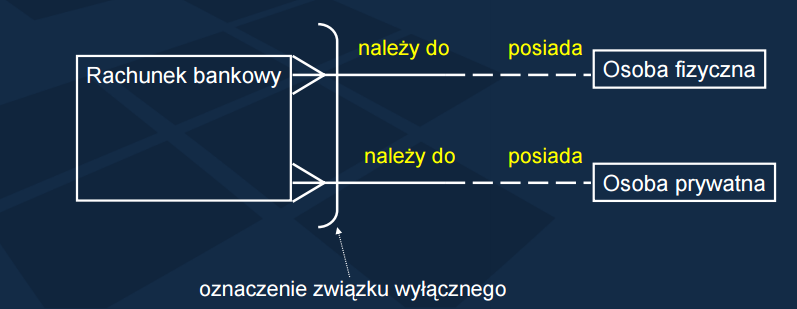 należy do posiada
Rachunek bankowy Osoba fizyczna
należy do posiada
Osoba prywatna
oznaczenie związku wyłącznego